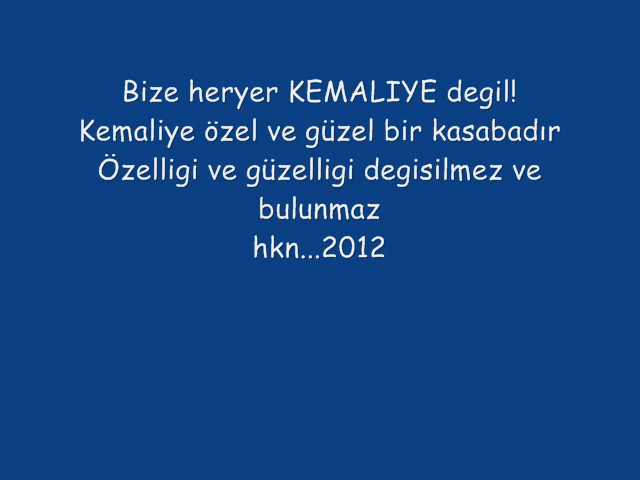 Bize heryer KEMALIYE degil!
Kemaliye özel ve güzel bir kasabadır
Özelligi ve güzelligi degisilmez ve
bulunmaz
hkn...2012